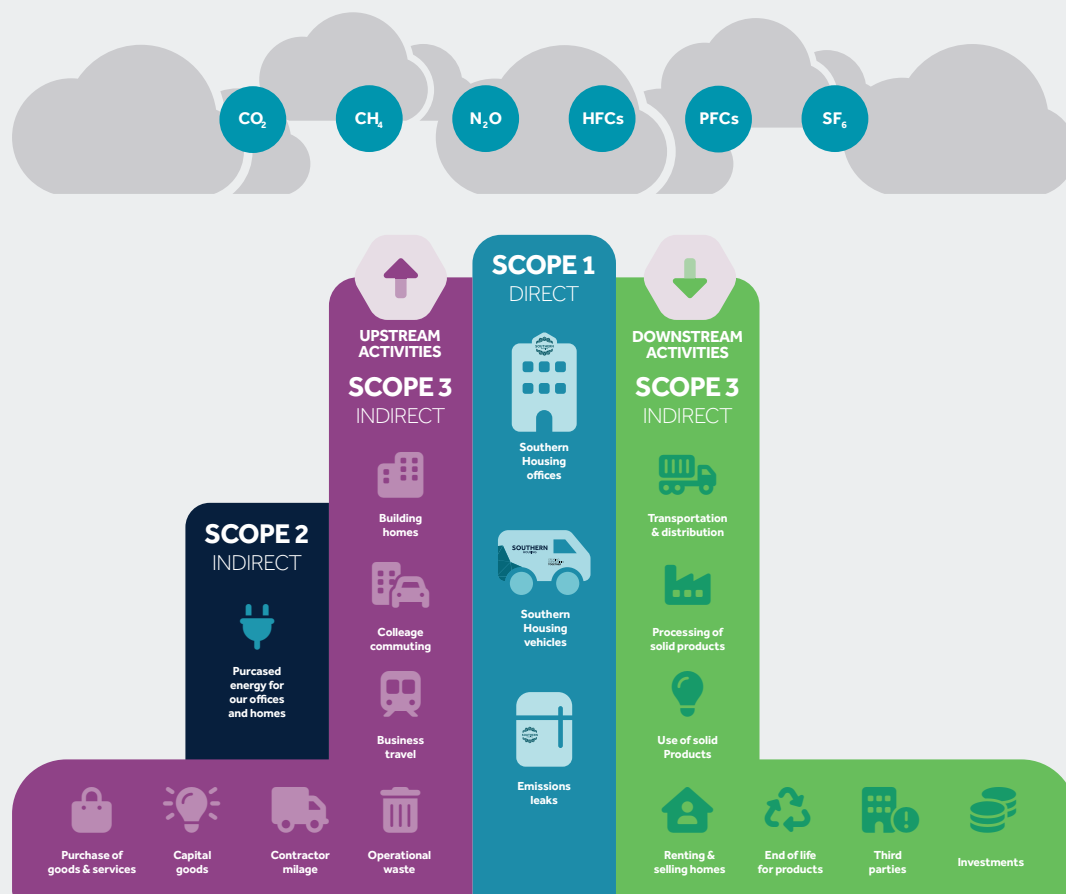 CO₂
CH₄
N₂O
HFCs
PFCs
SF₆
SCOPE 1
DIRECT
Southern
Housing
offices
SOUTHERN
Southern
Housing
vehicles
Emissions
leaks
UPSTREAM
ACTIVITIES
SCOPE 3
INDIRECT
Building
homes
Colleage
commuting
Business
travel
DOWNSTREAM
ACTIVITIES
SCOPE 3
INDIRECT
Transportation
& distribution
Processing of
solid products
Use of solid
Products
SCOPE 2
INDIRECT
Purcased
energy for
our offices
and homes
Purchase of
goods & services
Capital
goods
Contractor
milage
Operational
waste
Renting &
selling homes
End of life
for products
Third
parties
Investments